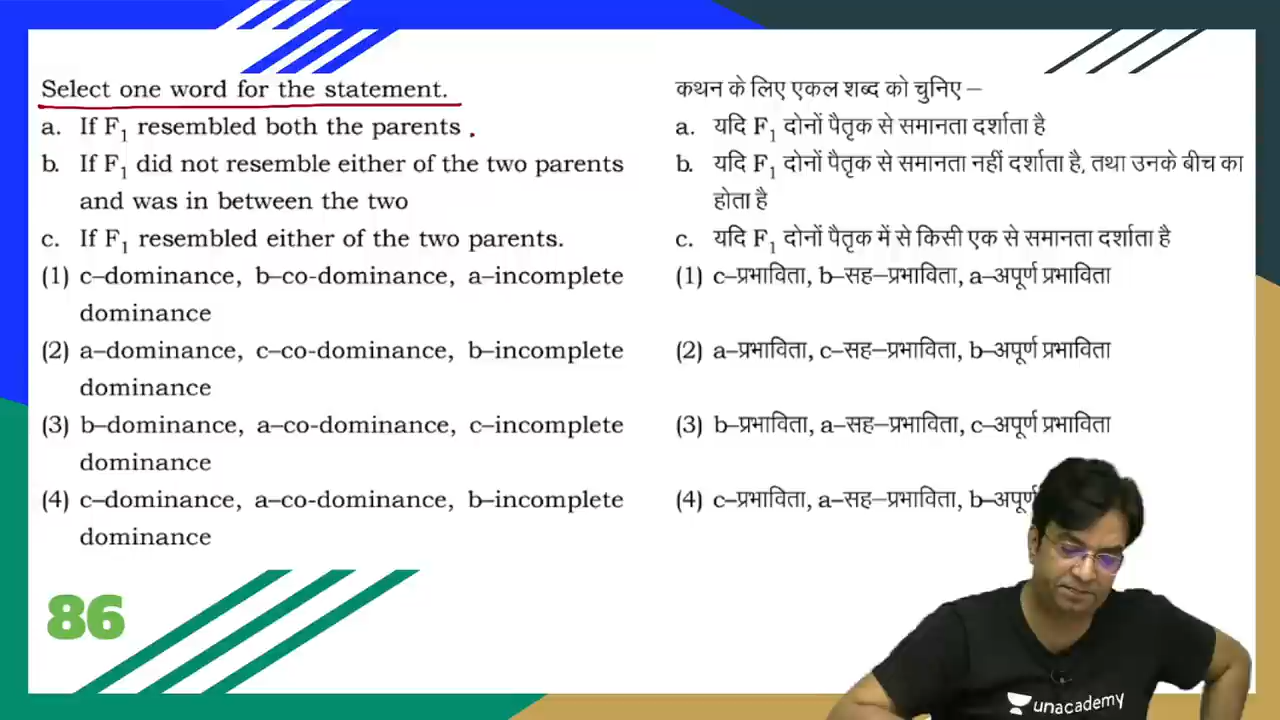 Select one word for the statement.
a. If F₁ resembled both the parents .
b. If F₁ did not resemble either of the two parents
and was in between the two
c. If F₁ resembled either of the two parents.
(1) c–dominance, b–co-dominance, a–incomplete
dominance
(2) a–dominance, c–co-dominance, b–incomplete
dominance
(3) b–dominance, a–co-dominance, c–incomplete
dominance
(4) c–dominance, a–co-dominance, b–incomplete
dominance
कथन के लिए एकल शब्द को चुनिए –
a. यदि F₁ दोनों पैतृक से समानता दर्शाता है
b. यदि F₁ दोनों पैतृक से समानता नहीं दर्शाता है, तथा उनके बीच का
होता है
c. यदि F₁ दोनों पैतृक में से किसी एक से समानता दर्शाता है
(1) c–प्रभाविता, b–सह–प्रभाविता, a–अपूर्ण प्रभाविता
(2) a–प्रभाविता, c–सह–प्रभाविता, b–अपूर्ण प्रभाविता
(3) b–प्रभाविता, a–सह–प्रभाविता, c–अपूर्ण प्रभाविता
(4) c–प्रभाविता, a–सह–प्रभाविता, b–अपूर्ण
86
unacademy